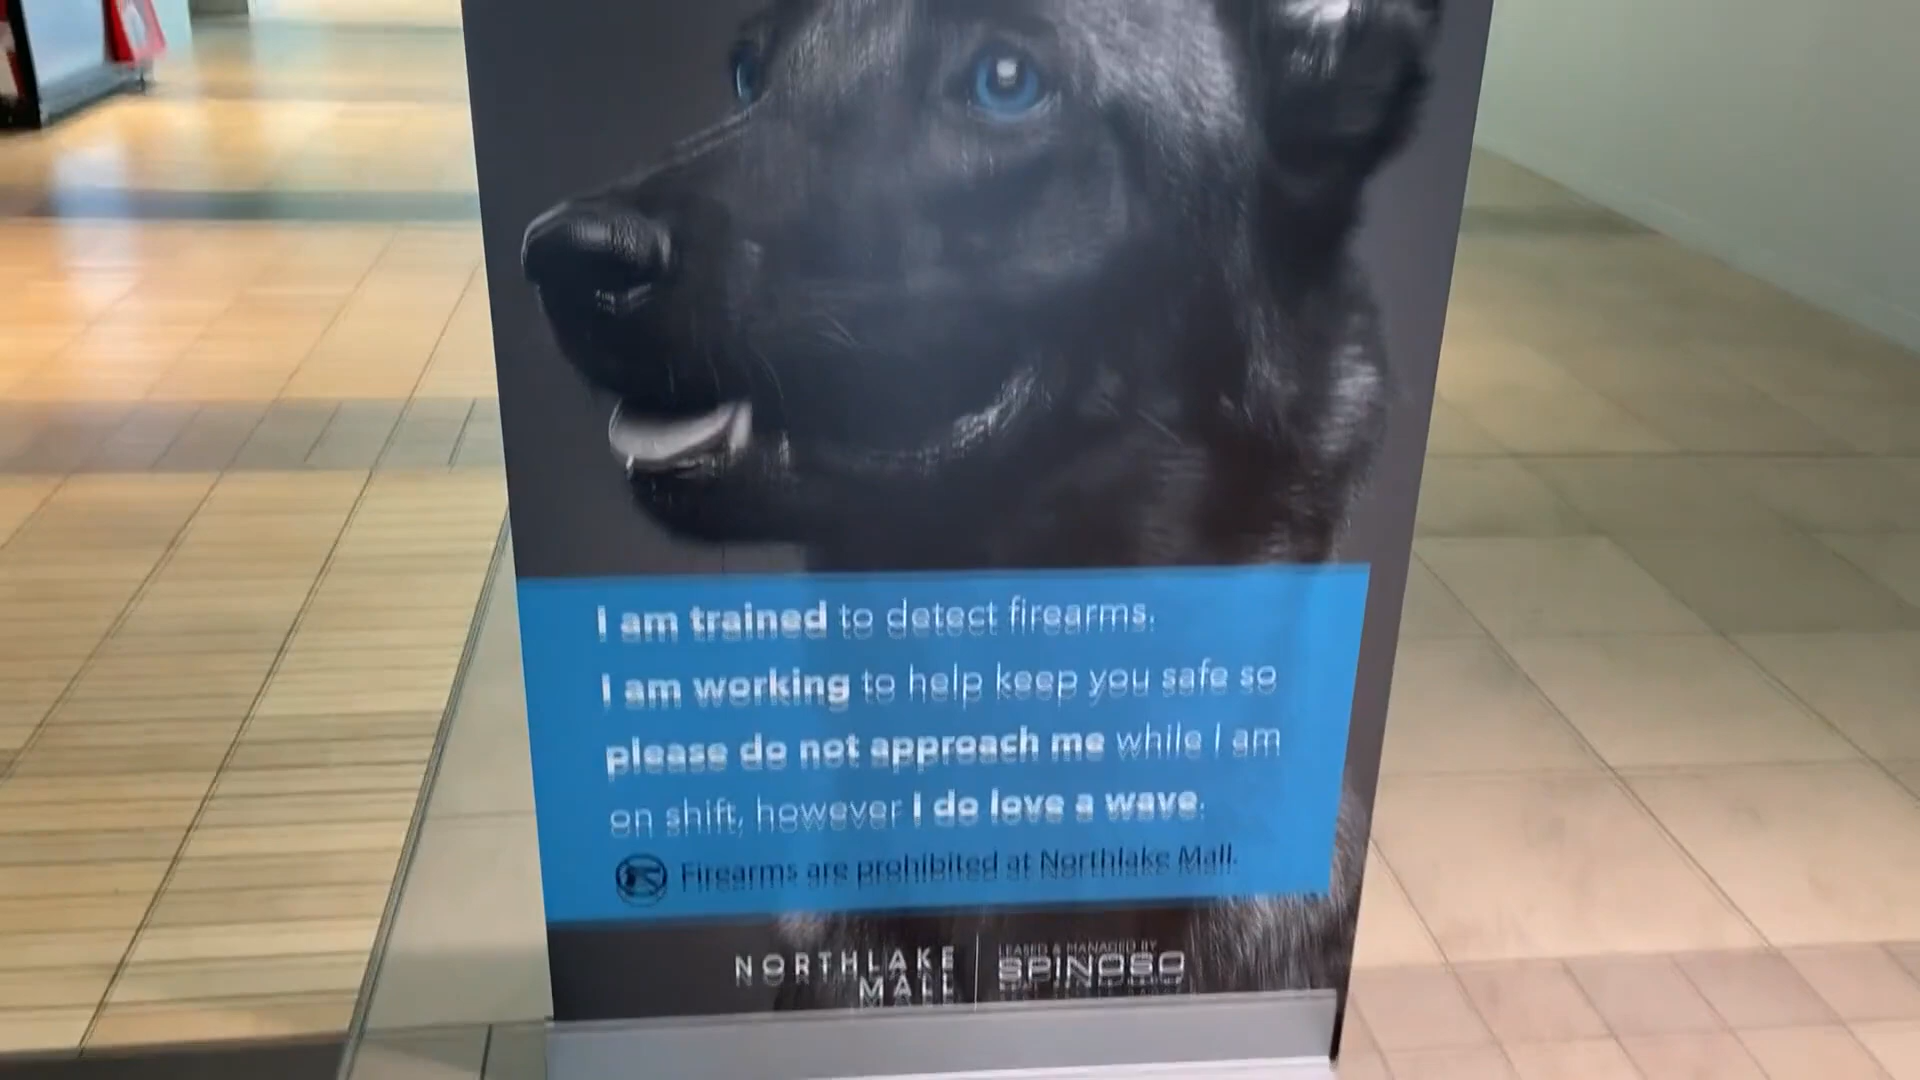 I am trained to detect firearms.
I am working to help keep you safe so
please do not approach me while I am
on shift, however I do love a wave.
Firearms are prohibited at Northlake Mall.
NORTHLAKE
MALL
LEASED & MANAGED BY
SPINOSO